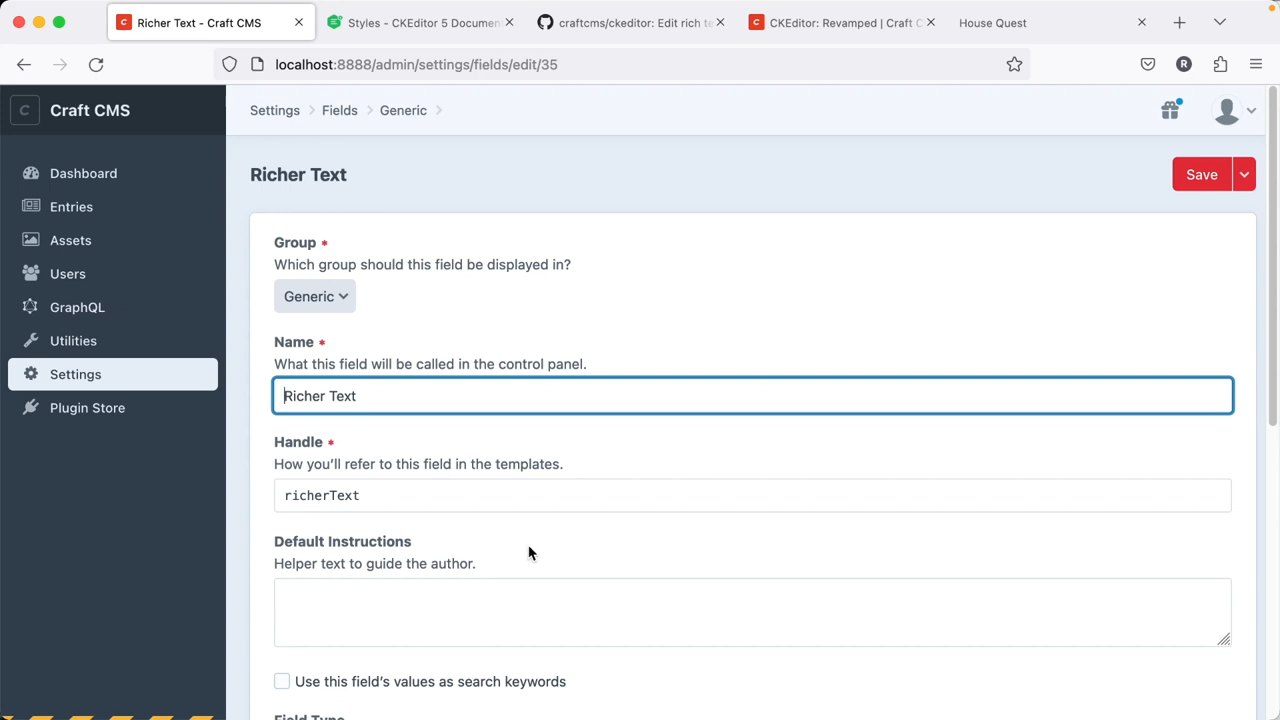 Richer Text - Craft CMS
Styles - CKEditor 5 Documen
craftcms/ckeditor: Edit rich te
CKEditor: Revamped | Craft C
House Quest
localhost:8888/admin/settings/fields/edit/35
R
C
Craft CMS
Settings
Fields
Generic
Dashboard
Entries
Assets
Users
GraphQL
Utilities
Settings
Plugin Store
Richer Text
Save
Group *
Which group should this field be displayed in?
Generic
Name *
What this field will be called in the control panel.
Richer Text
Handle *
How you’ll refer to this field in the templates.
richerText
Default Instructions
Helper text to guide the author.
Use this field’s values as search keywords
Field Type